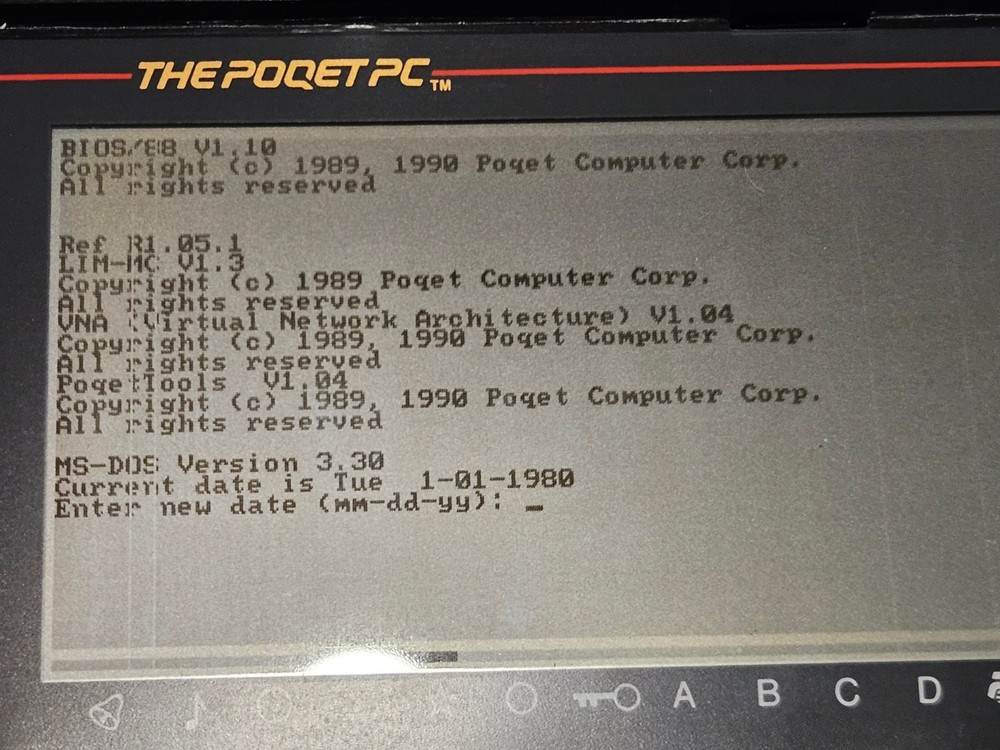 THE POQET PC TM
BIOS/88 V1.10
Copyright (c) 1989, 1990 Poqet Computer Corp.
All rights reserved
Ref R1.05.1
LIM-MC V1.3
Copyright (c) 1989 Poqet Computer Corp.
All rights reserved
VNA (Virtual Network Architecture) V1.04
Copyright (c) 1989, 1990 Poqet Computer Corp.
All rights reserved
PoqetTools  V1.04
Copyright (c) 1989, 1990 Poqet Computer Corp.
All rights reserved
MS-DOS Version 3.30
Current date is Tue  1-01-1980
Enter new date (mm-dd-yy): _
A B C D